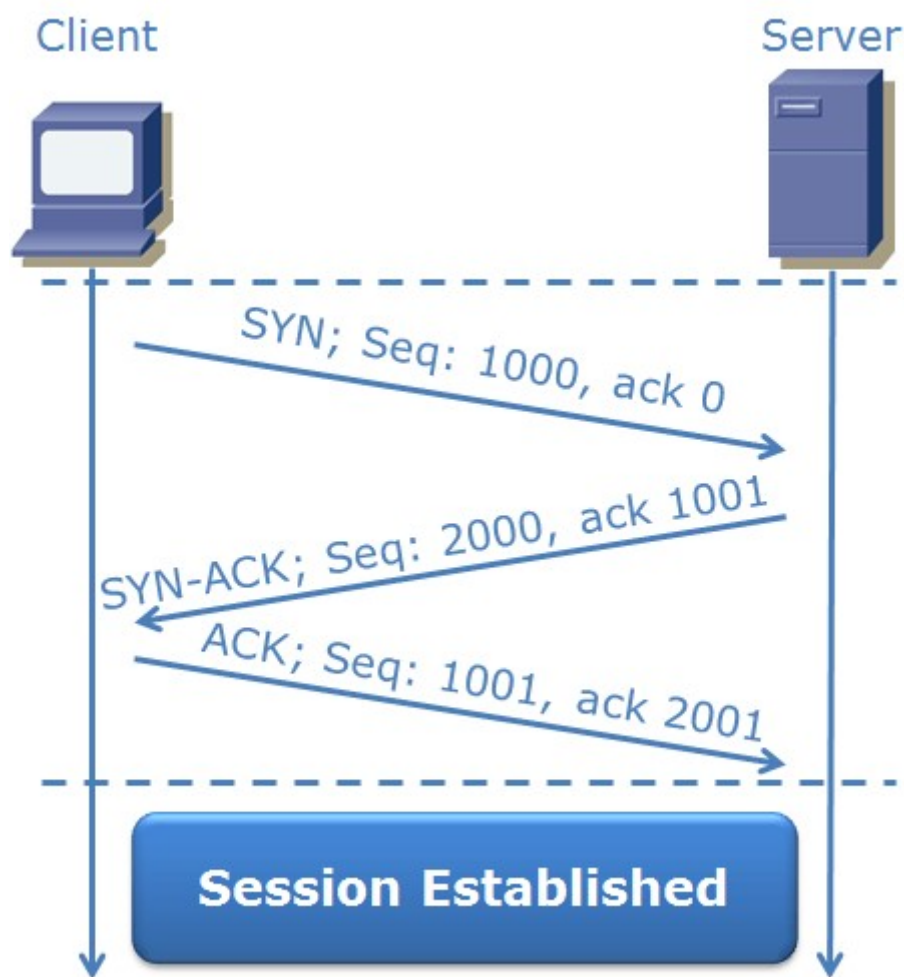 Client
Server
SYN; Seq: 1000, ack 0
SYN-ACK; Seq: 2000, ack 1001
ACK; Seq: 1001, ack 2001
Session Established